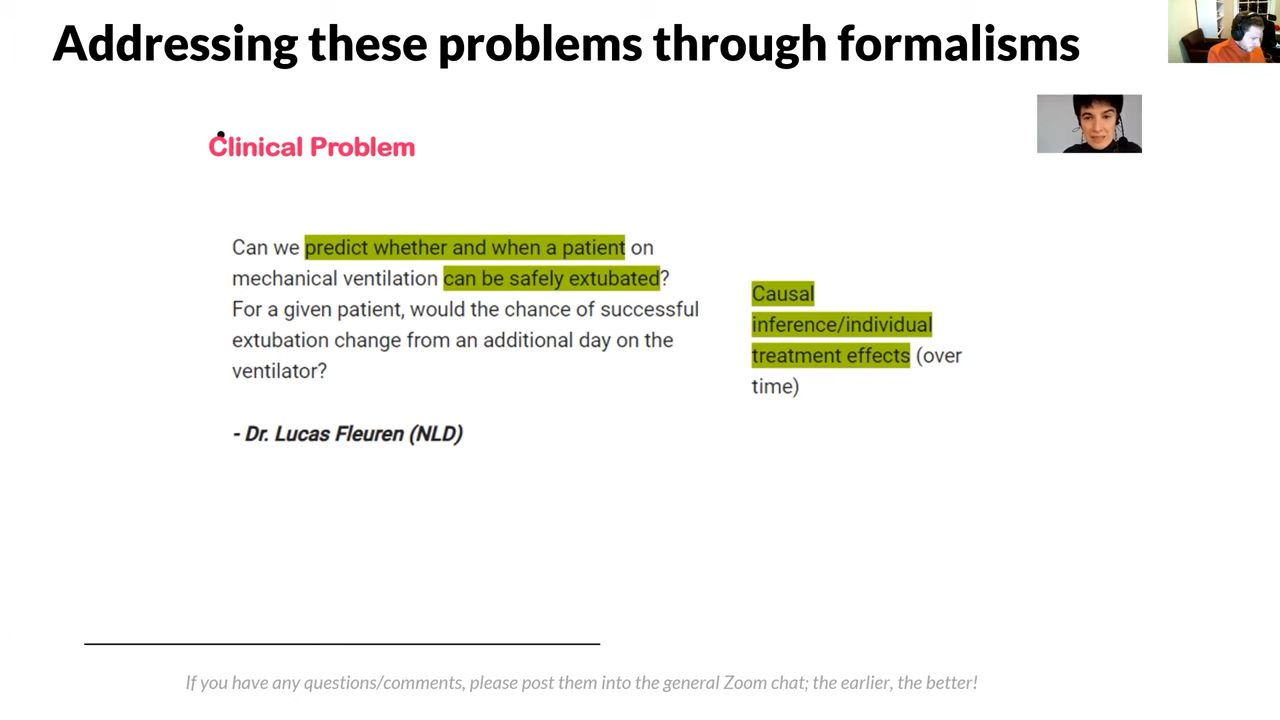 Addressing these problems through formalisms
Clinical Problem
Can we predict whether and when a patient on
mechanical ventilation can be safely extubated?
For a given patient, would the chance of successful
extubation change from an additional day on the
ventilator?
- Dr. Lucas Fleuren (NLD)
Causal
inference/individual
treatment effects (over
time)
If you have any questions/comments, please post them into the general Zoom chat; the earlier, the better!